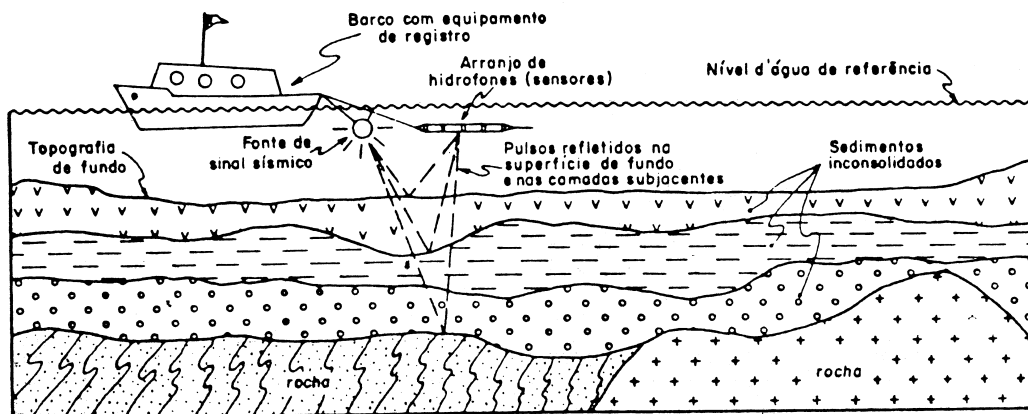 Barco com equipamento
de registro
Arranjo de
hidrofones (sensores)
Nível d'água de referência
Fonte de
sinal sísmico
Topografia
de fundo
Pulsos refletidos na
superfície de fundo
e nas camadas subjacentes
Sedimentos
inconsolidados
rocha
rocha